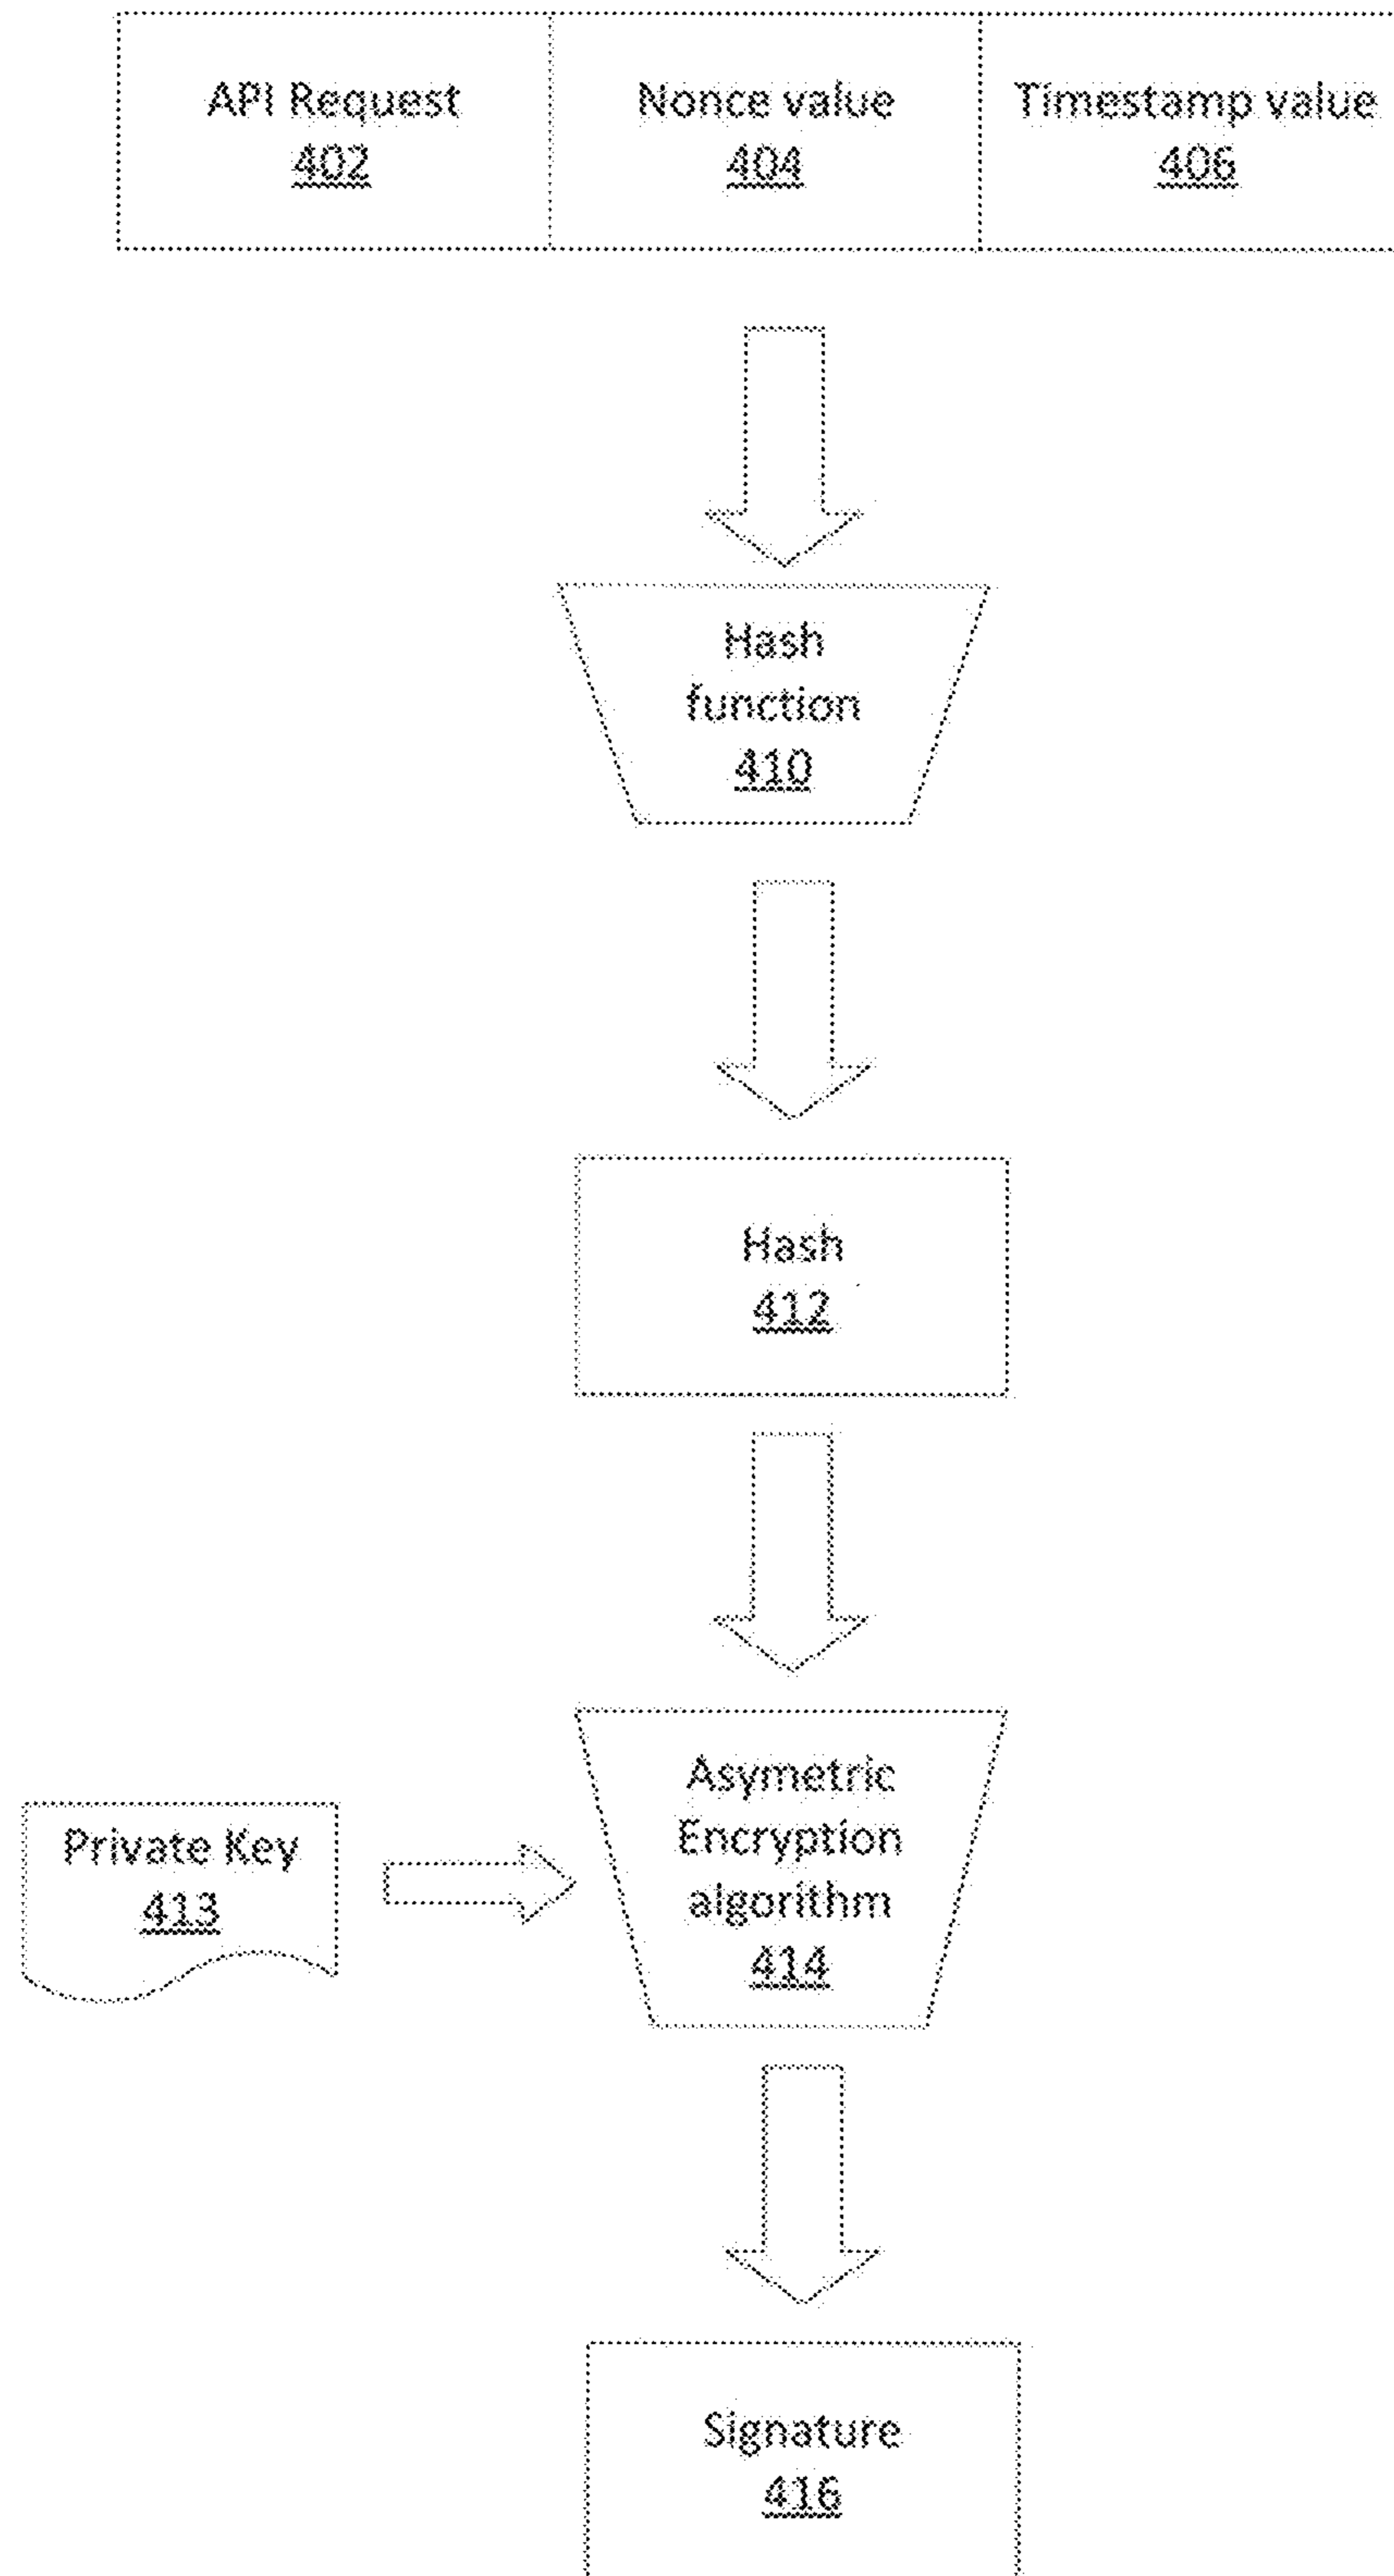 API Request
402
Nonce value
404
Timestamp value
406
Hash
function
410
Hash
412
Private Key
413
Asymetric
Encryption
algorithm
414
Signature
416